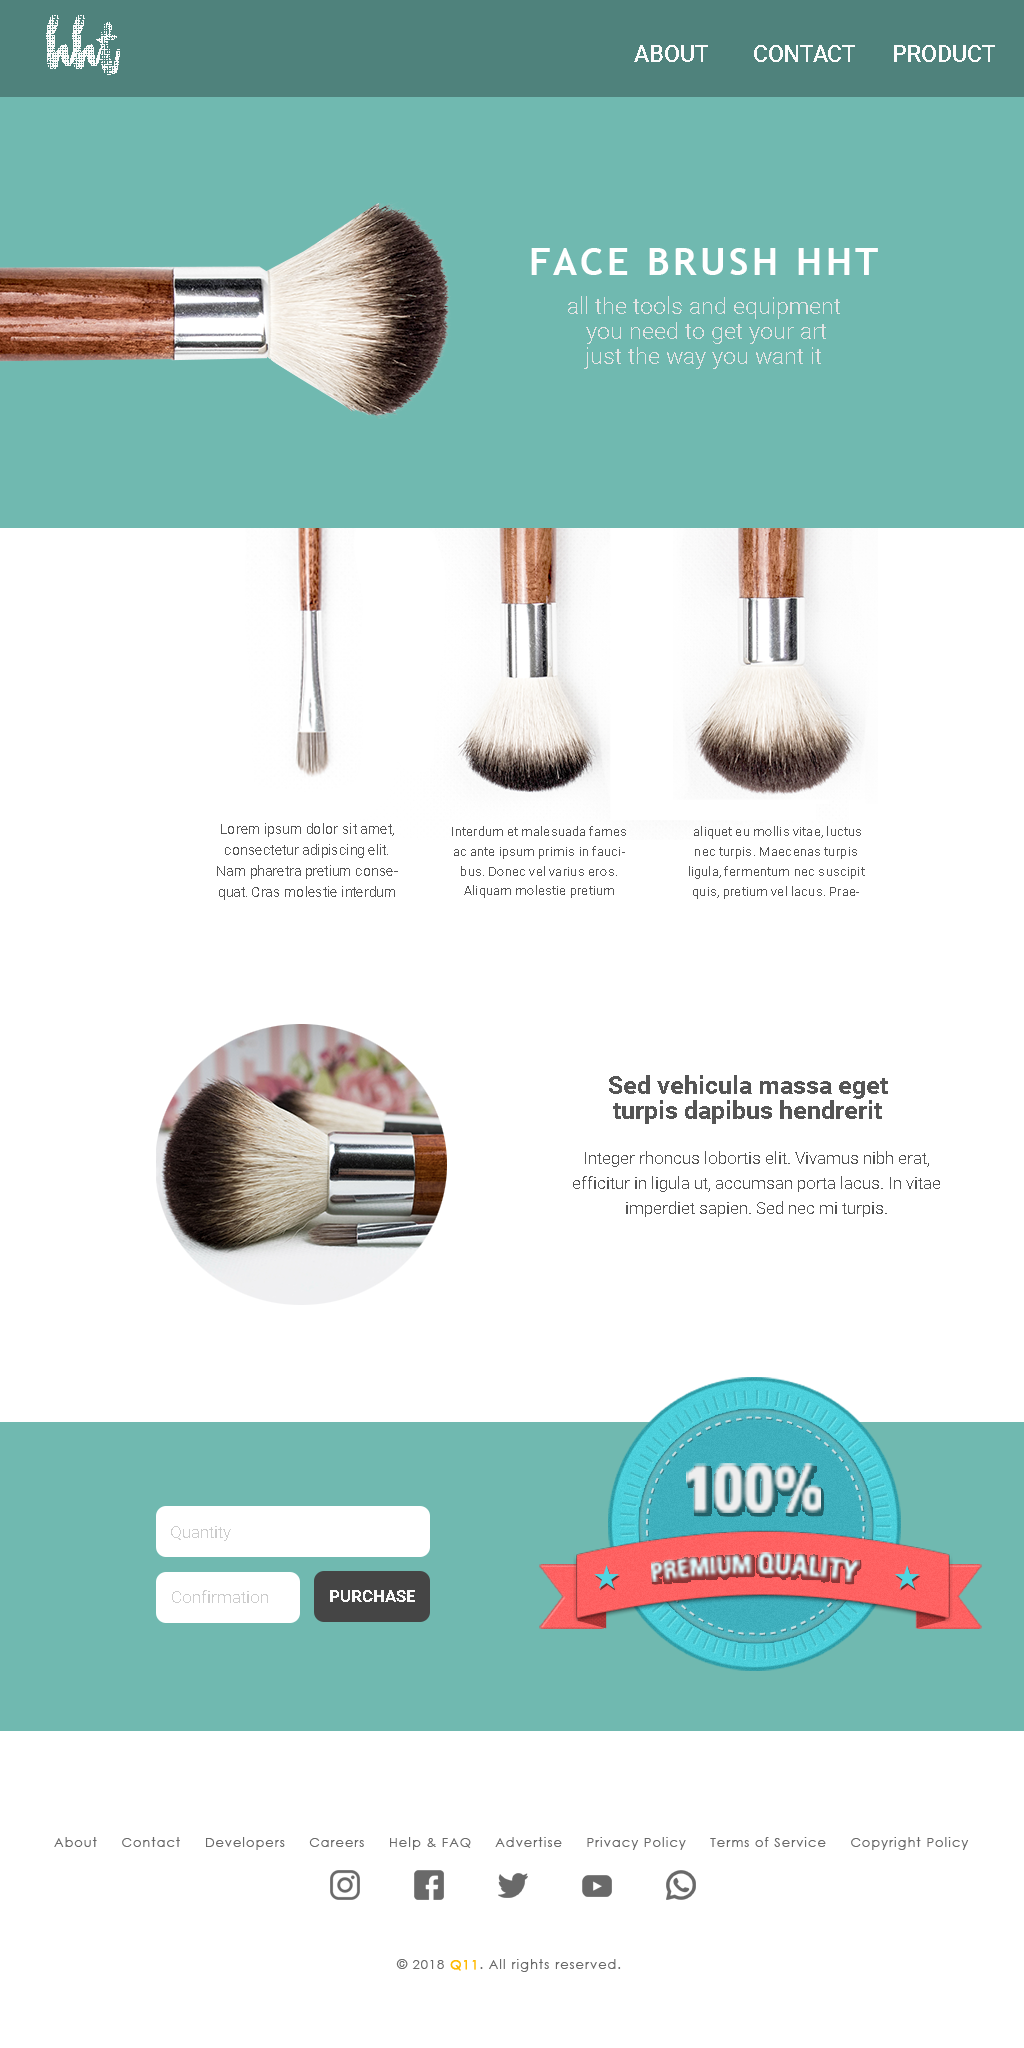 hht
ABOUT CONTACT PRODUCT
FACE BRUSH HHT
all the tools and equipment
you need to get your art
just the way you want it
Lorem ipsum dolor sit amet,
consectetur adipiscing elit.
Nam pharetra pretium conse-
quat. Cras molestie interdum
Interdum et malesuada fames
ac ante ipsum primis in fauci-
bus. Donec vel varius eros.
Aliquam molestie pretium
aliquet eu mollis vitae, luctus
nec turpis. Maecenas turpis
ligula, fermentum nec suscipit
quis, pretium vel lacus. Prae-
Sed vehicula massa eget
turpis dapibus hendrerit
Integer rhoncus lobortis elit. Vivamus nibh erat,
efficitur in ligula ut, accumsan porta lacus. In vitae
imperdiet sapien. Sed nec mi turpis.
Quantity
Confirmation
PURCHASE
100%
PREMIUM QUALITY
About Contact Developers Careers Help & FAQ Advertise Privacy Policy Terms of Service Copyright Policy
© 2018 Q11. All rights reserved.